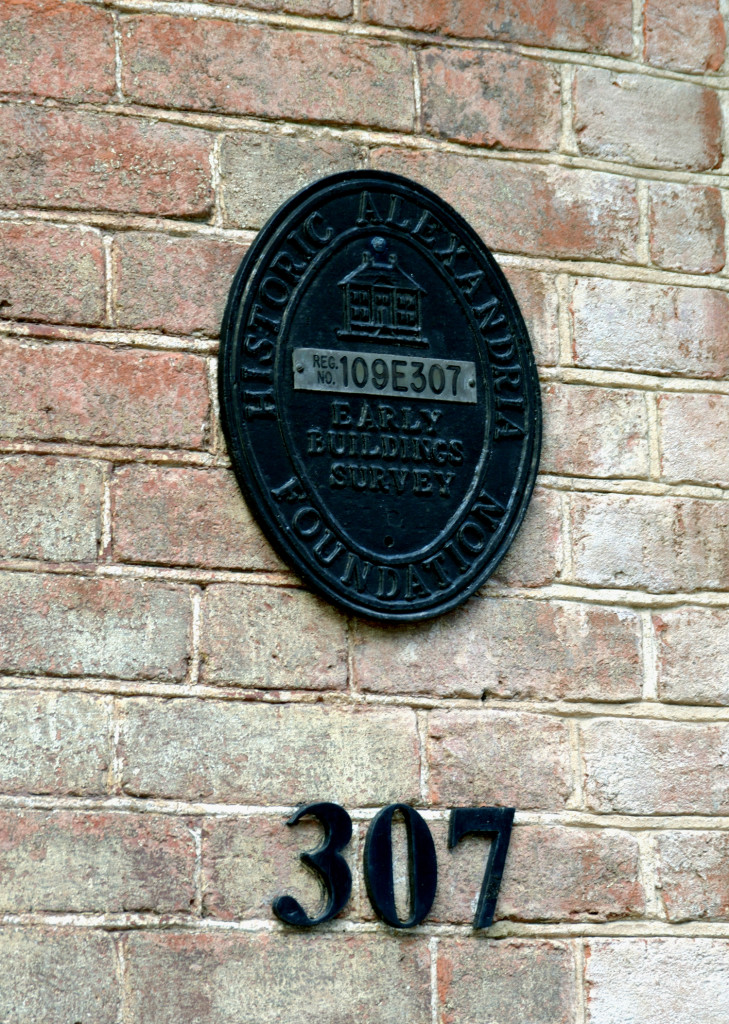 HISTORIC ALEXANDRIA
REG. NO. 109E307
EARLY
BUILDINGS
SURVEY
FOUNDATION
307